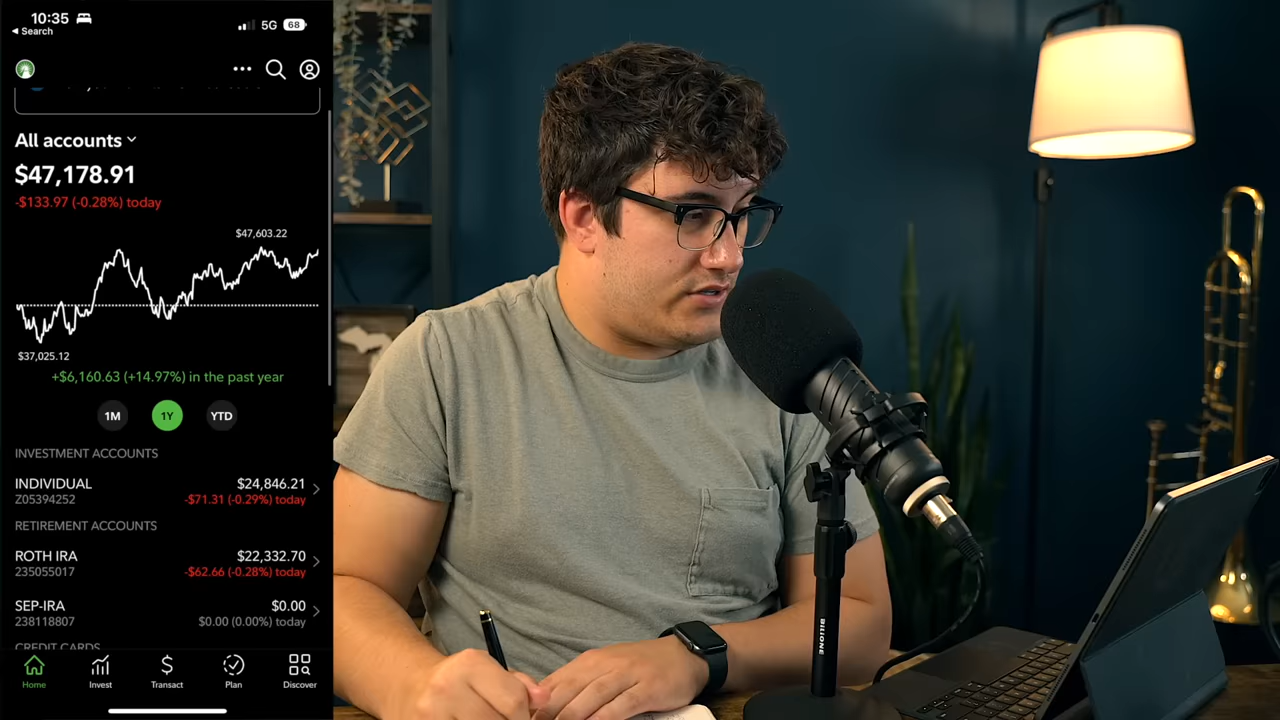 10:35
5G 68
Search
All accounts
$47,178.91
-$133.97 (-0.28%) today
$47,603.22
$37,025.12
+$6,160.63 (+14.97%) in the past year
1M 1Y YTD
INVESTMENT ACCOUNTS
INDIVIDUAL $24,846.21
Z05394252 -$71.31 (-0.29%) today
RETIREMENT ACCOUNTS
ROTH IRA $22,332.70
235055017 -$62.66 (-0.28%) today
SEP-IRA $0.00
238118807 $0.00 (0.00%) today
CREDIT CARDS
Home Invest Transact Plan Discover
BILIONE